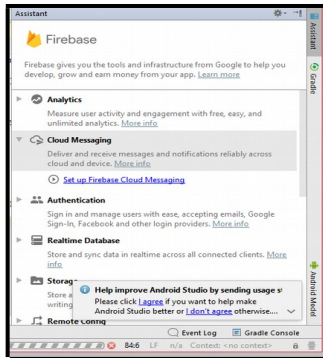 Assistant
Firebase
Firebase gives you the tools and infrastructure from Google to help you
develop, grow and earn money from your app. Learn more
Analytics
Measure user activity and engagement with free, easy, and
unlimited analytics. More info
Cloud Messaging
Deliver and receive messages and notifications reliably across
cloud and device. More info
Set up Firebase Cloud Messaging
Authentication
Sign in and manage users with ease, accepting emails, Google
Sign-In, Facebook and other login providers. More info
Realtime Database
Store and sync data in realtime across all connected clients. More
info
Storage
Store a
writing
Help improve Android Studio by sending usage s
Please click I agree if you want to help make
Android Studio better or I don't agree otherwise....
Remote Config
Event Log
Gradle Console
84:6 LF n/a Context: <no context>
Assistant
Gradle
Android Model